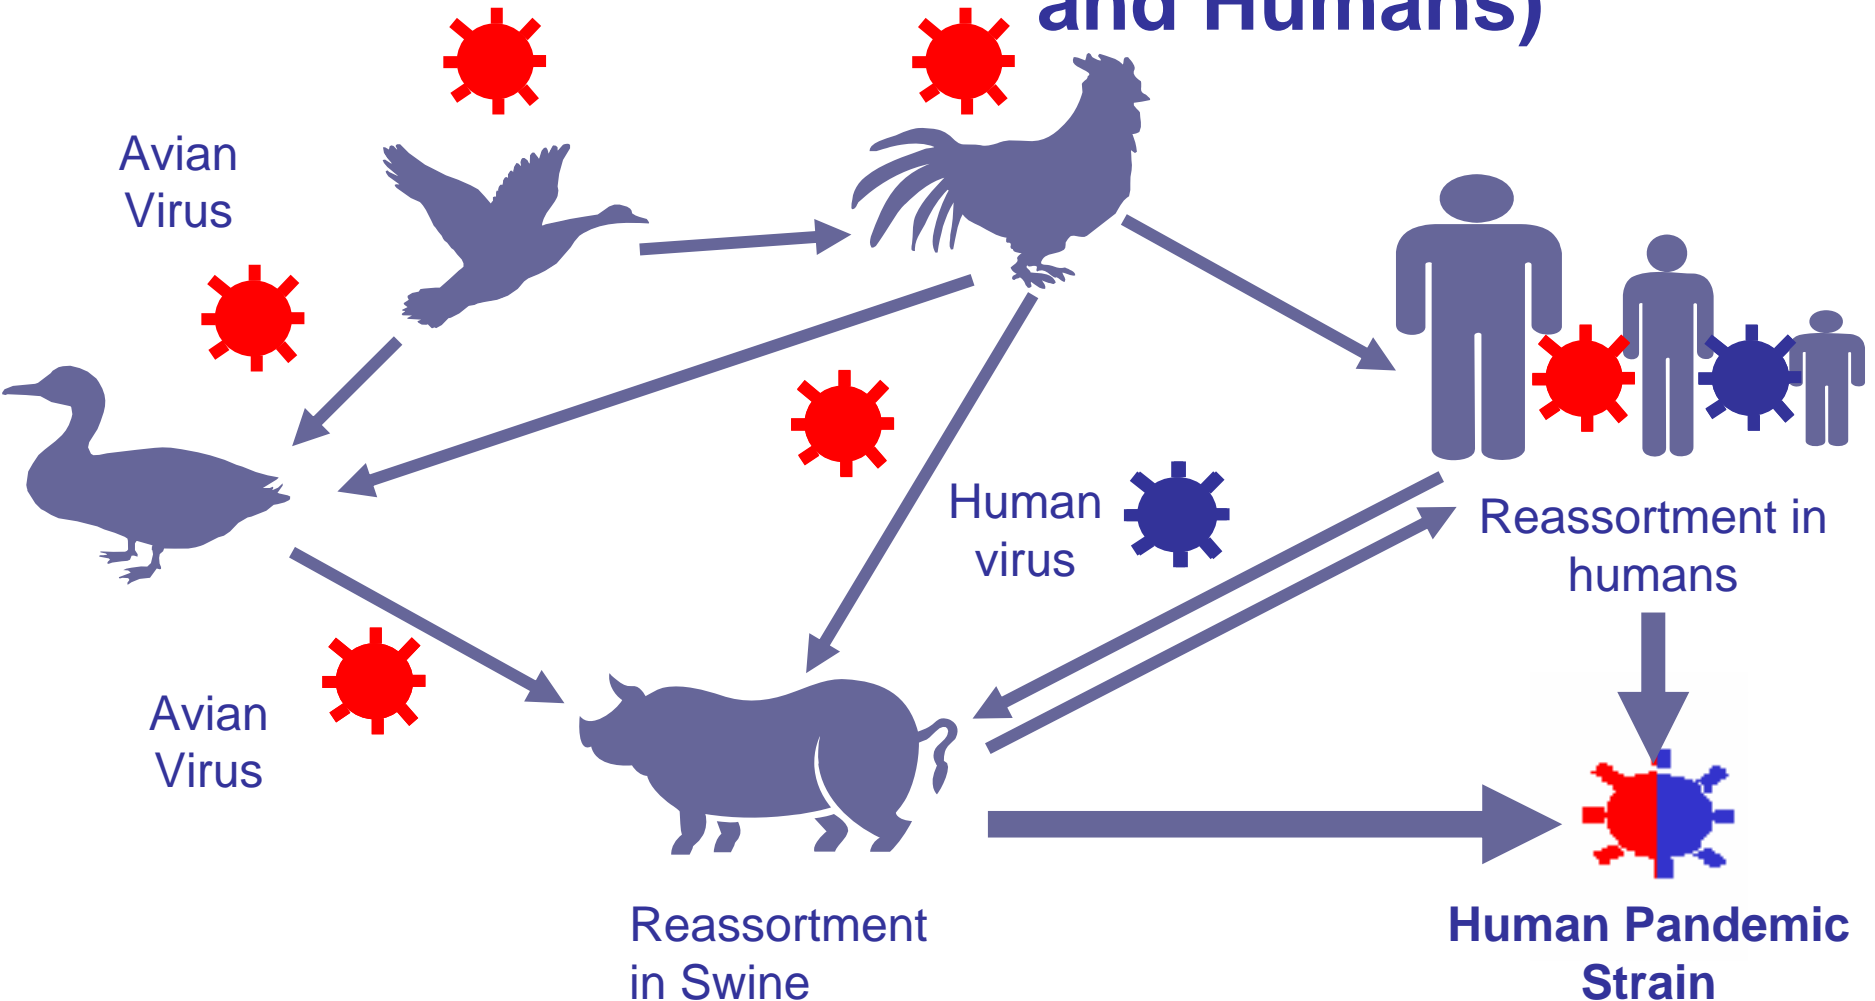 and Humans)
Avian
Virus
Human
virus
Reassortment in
humans
Avian
Virus
Reassortment
in Swine
Human Pandemic
Strain